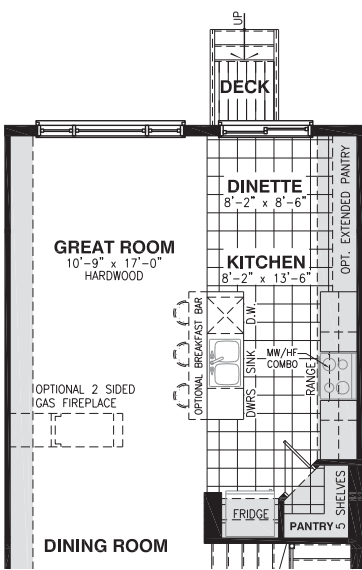 UP
DECK
DINETTE
8'-2" x 8'-6"
OPT. EXTENDED PANTRY
GREAT ROOM
10'-9" x 17'-0"
HARDWOOD
KITCHEN
8'-2" x 13'-6"
OPTIONAL BREAKFAST BAR
D.W.
SINK
DWRS
MW/HF
COMBO
RANGE
OPTIONAL 2 SIDED
GAS FIREPLACE
FRIDGE
PANTRY
5 SHELVES
DINING ROOM